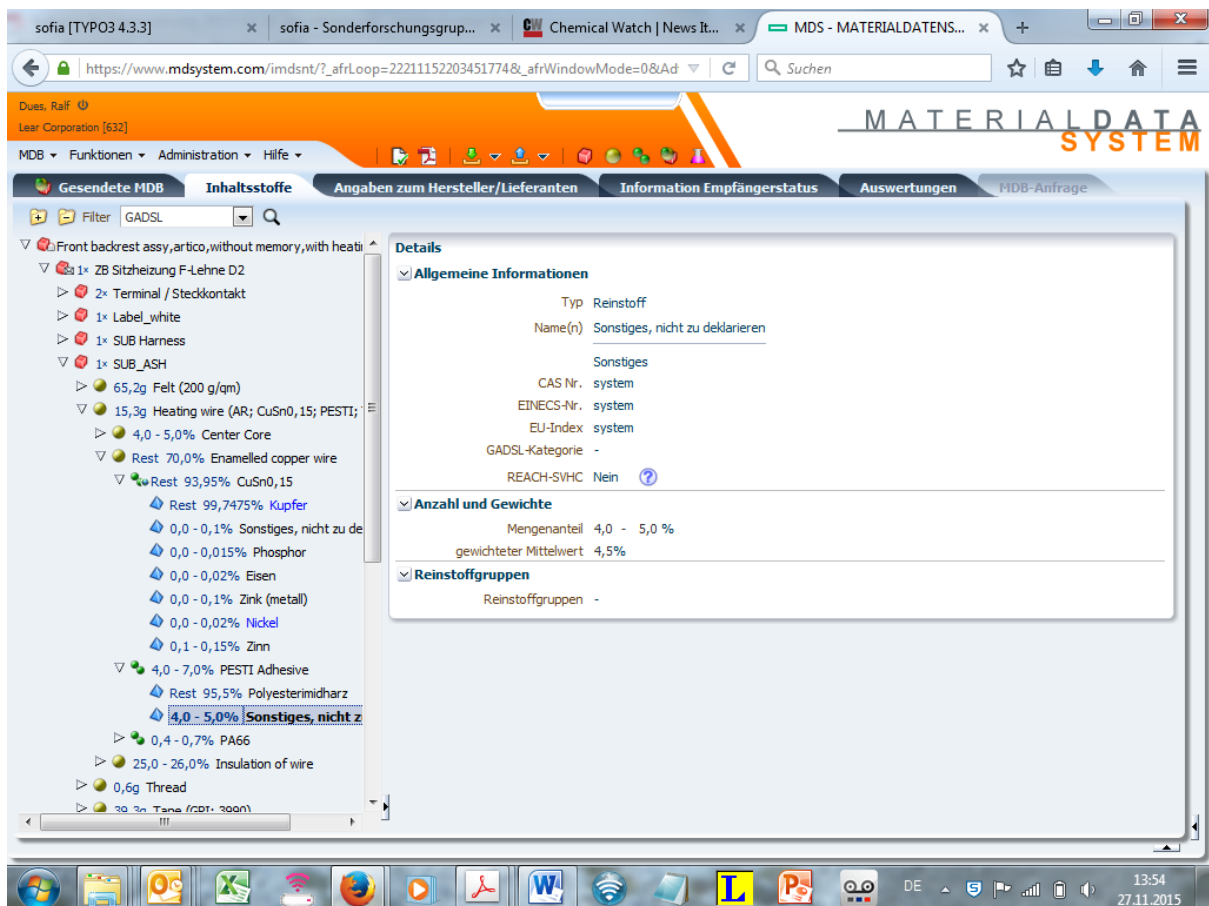 sofia [TYPO3 4.3.3]
sofia - Sonderforschungsgrup...
CW Chemical Watch | News It...
MDS - MATERIALDATENS...
https://www.mdsystem.com/imdsnt/?_afrLoop=22211152203451774&_afrWindowMode=0&Ad
Suchen
Dues, Ralf
Lear Corporation [632]
MATERIALDATA
SYSTEM
MDB Funktionen Administration Hilfe
Gesendete MDB Inhaltsstoffe Angaben zum Hersteller/Lieferanten Information Empfängerstatus Auswertungen MDB-Anfrage
Filter GADSL
Front backrest assy,artico,without memory,with heati
1x ZB Sitzheizung F-Lehne D2
2x Terminal / Steckkontakt
1x Label_white
1x SUB Harness
1x SUB_ASH
65,2g Felt (200 g/qm)
15,3g Heating wire (AR; CuSn0,15; PESTI;
4,0 - 5,0% Center Core
Rest 70,0% Enamelled copper wire
Rest 93,95% CuSn0,15
Rest 99,7475% Kupfer
0,0 - 0,1% Sonstiges, nicht zu de
0,0 - 0,015% Phosphor
0,0 - 0,02% Eisen
0,0 - 0,1% Zink (metall)
0,0 - 0,02% Nickel
0,1 - 0,15% Zinn
4,0 - 7,0% PESTI Adhesive
Rest 95,5% Polyesterimidharz
4,0 - 5,0% Sonstiges, nicht z
0,4 - 0,7% PA66
25,0 - 26,0% Insulation of wire
0,6g Thread
39,3g Tape (GPI: 3990)
Details
Allgemeine Informationen
Typ Reinstoff
Name(n) Sonstiges, nicht zu deklarieren
Sonstiges
CAS Nr. system
EINECS-Nr. system
EU-Index system
GADSL-Kategorie -
REACH-SVHC Nein ?
Anzahl und Gewichte
Mengenanteil 4,0 - 5,0 %
gewichteter Mittelwert 4,5%
Reinstoffgruppen
Reinstoffgruppen -
DE
13:54
27.11.2015